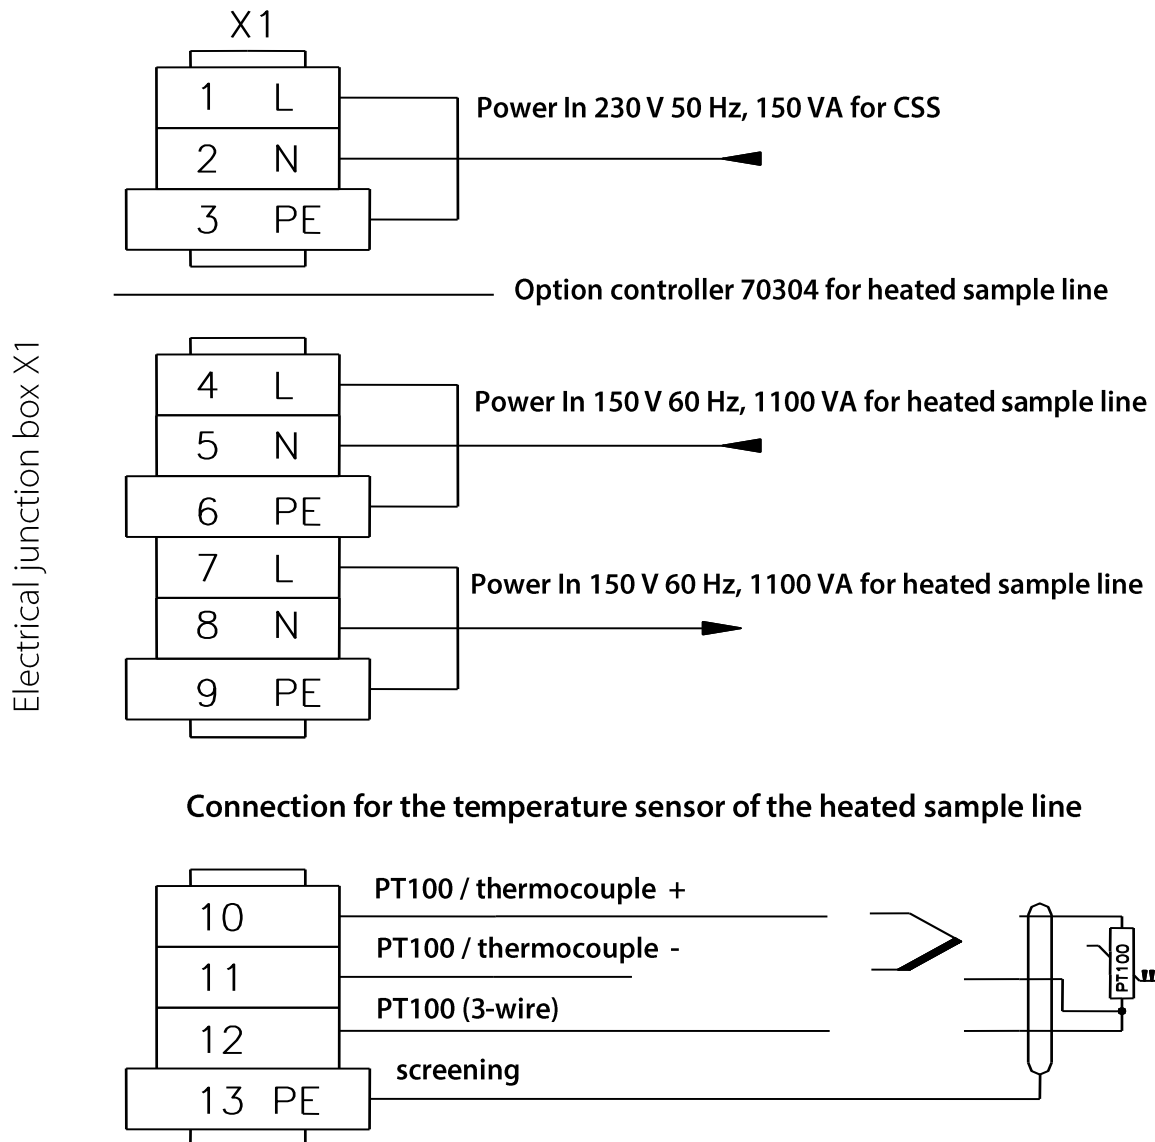 X1
1 L
Power In 230 V 50 Hz, 150 VA for CSS
2 N
3 PE
Option controller 70304 for heated sample line
Electrical junction box X1
4 L
Power In 150 V 60 Hz, 1100 VA for heated sample line
5 N
6 PE
7 L
Power In 150 V 60 Hz, 1100 VA for heated sample line
8 N
9 PE
Connection for the temperature sensor of the heated sample line
PT100 / thermocouple +
10
PT100 / thermocouple -
11
PT100
PT100 (3-wire)
12
screening
13 PE